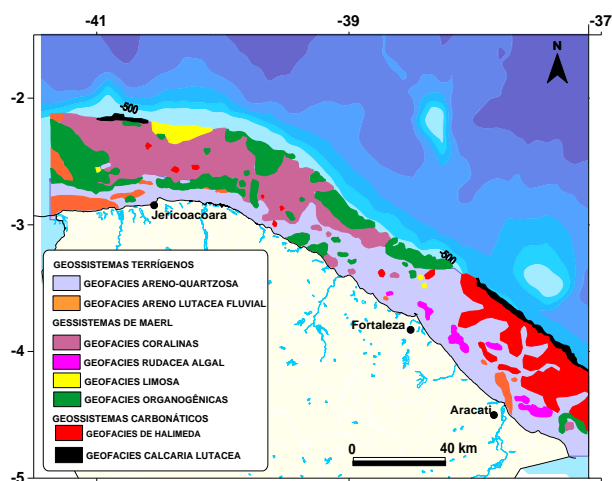 -41
-39
-37
N
-2
-500
-3
Jericoacoara
-500
GEOSSISTEMAS TERRÍGENOS
GEOFACIES ARENO-QUARTZOSA
GEOFACIES ARENO LUTACEA FLUVIAL
GESSISTEMAS DE MAERL
GEOFACIES CORALINAS
GEOFACIES RUDACEA ALGAL
GEOFACIES LIMOSA
GEOFACIES ORGANOGÊNICAS
GEOSSISTEMAS CARBONÁTICOS
GEOFACIES DE HALIMEDA
GEOFACIES CALCARIA LUTACEA
Fortaleza
-4
Aracati
0 40 km
-5